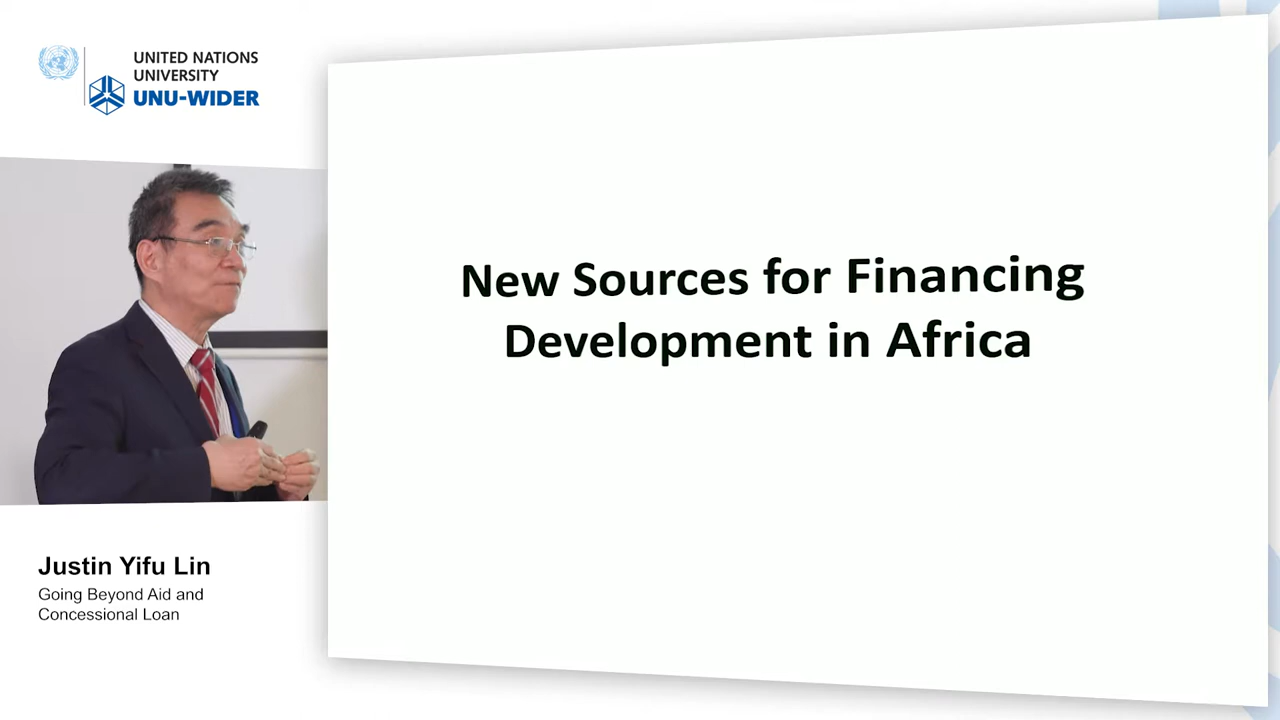 UNITED NATIONS
UNIVERSITY
UNU-WIDER
New Sources for Financing
Development in Africa
Justin Yifu Lin
Going Beyond Aid and
Concessional Loan